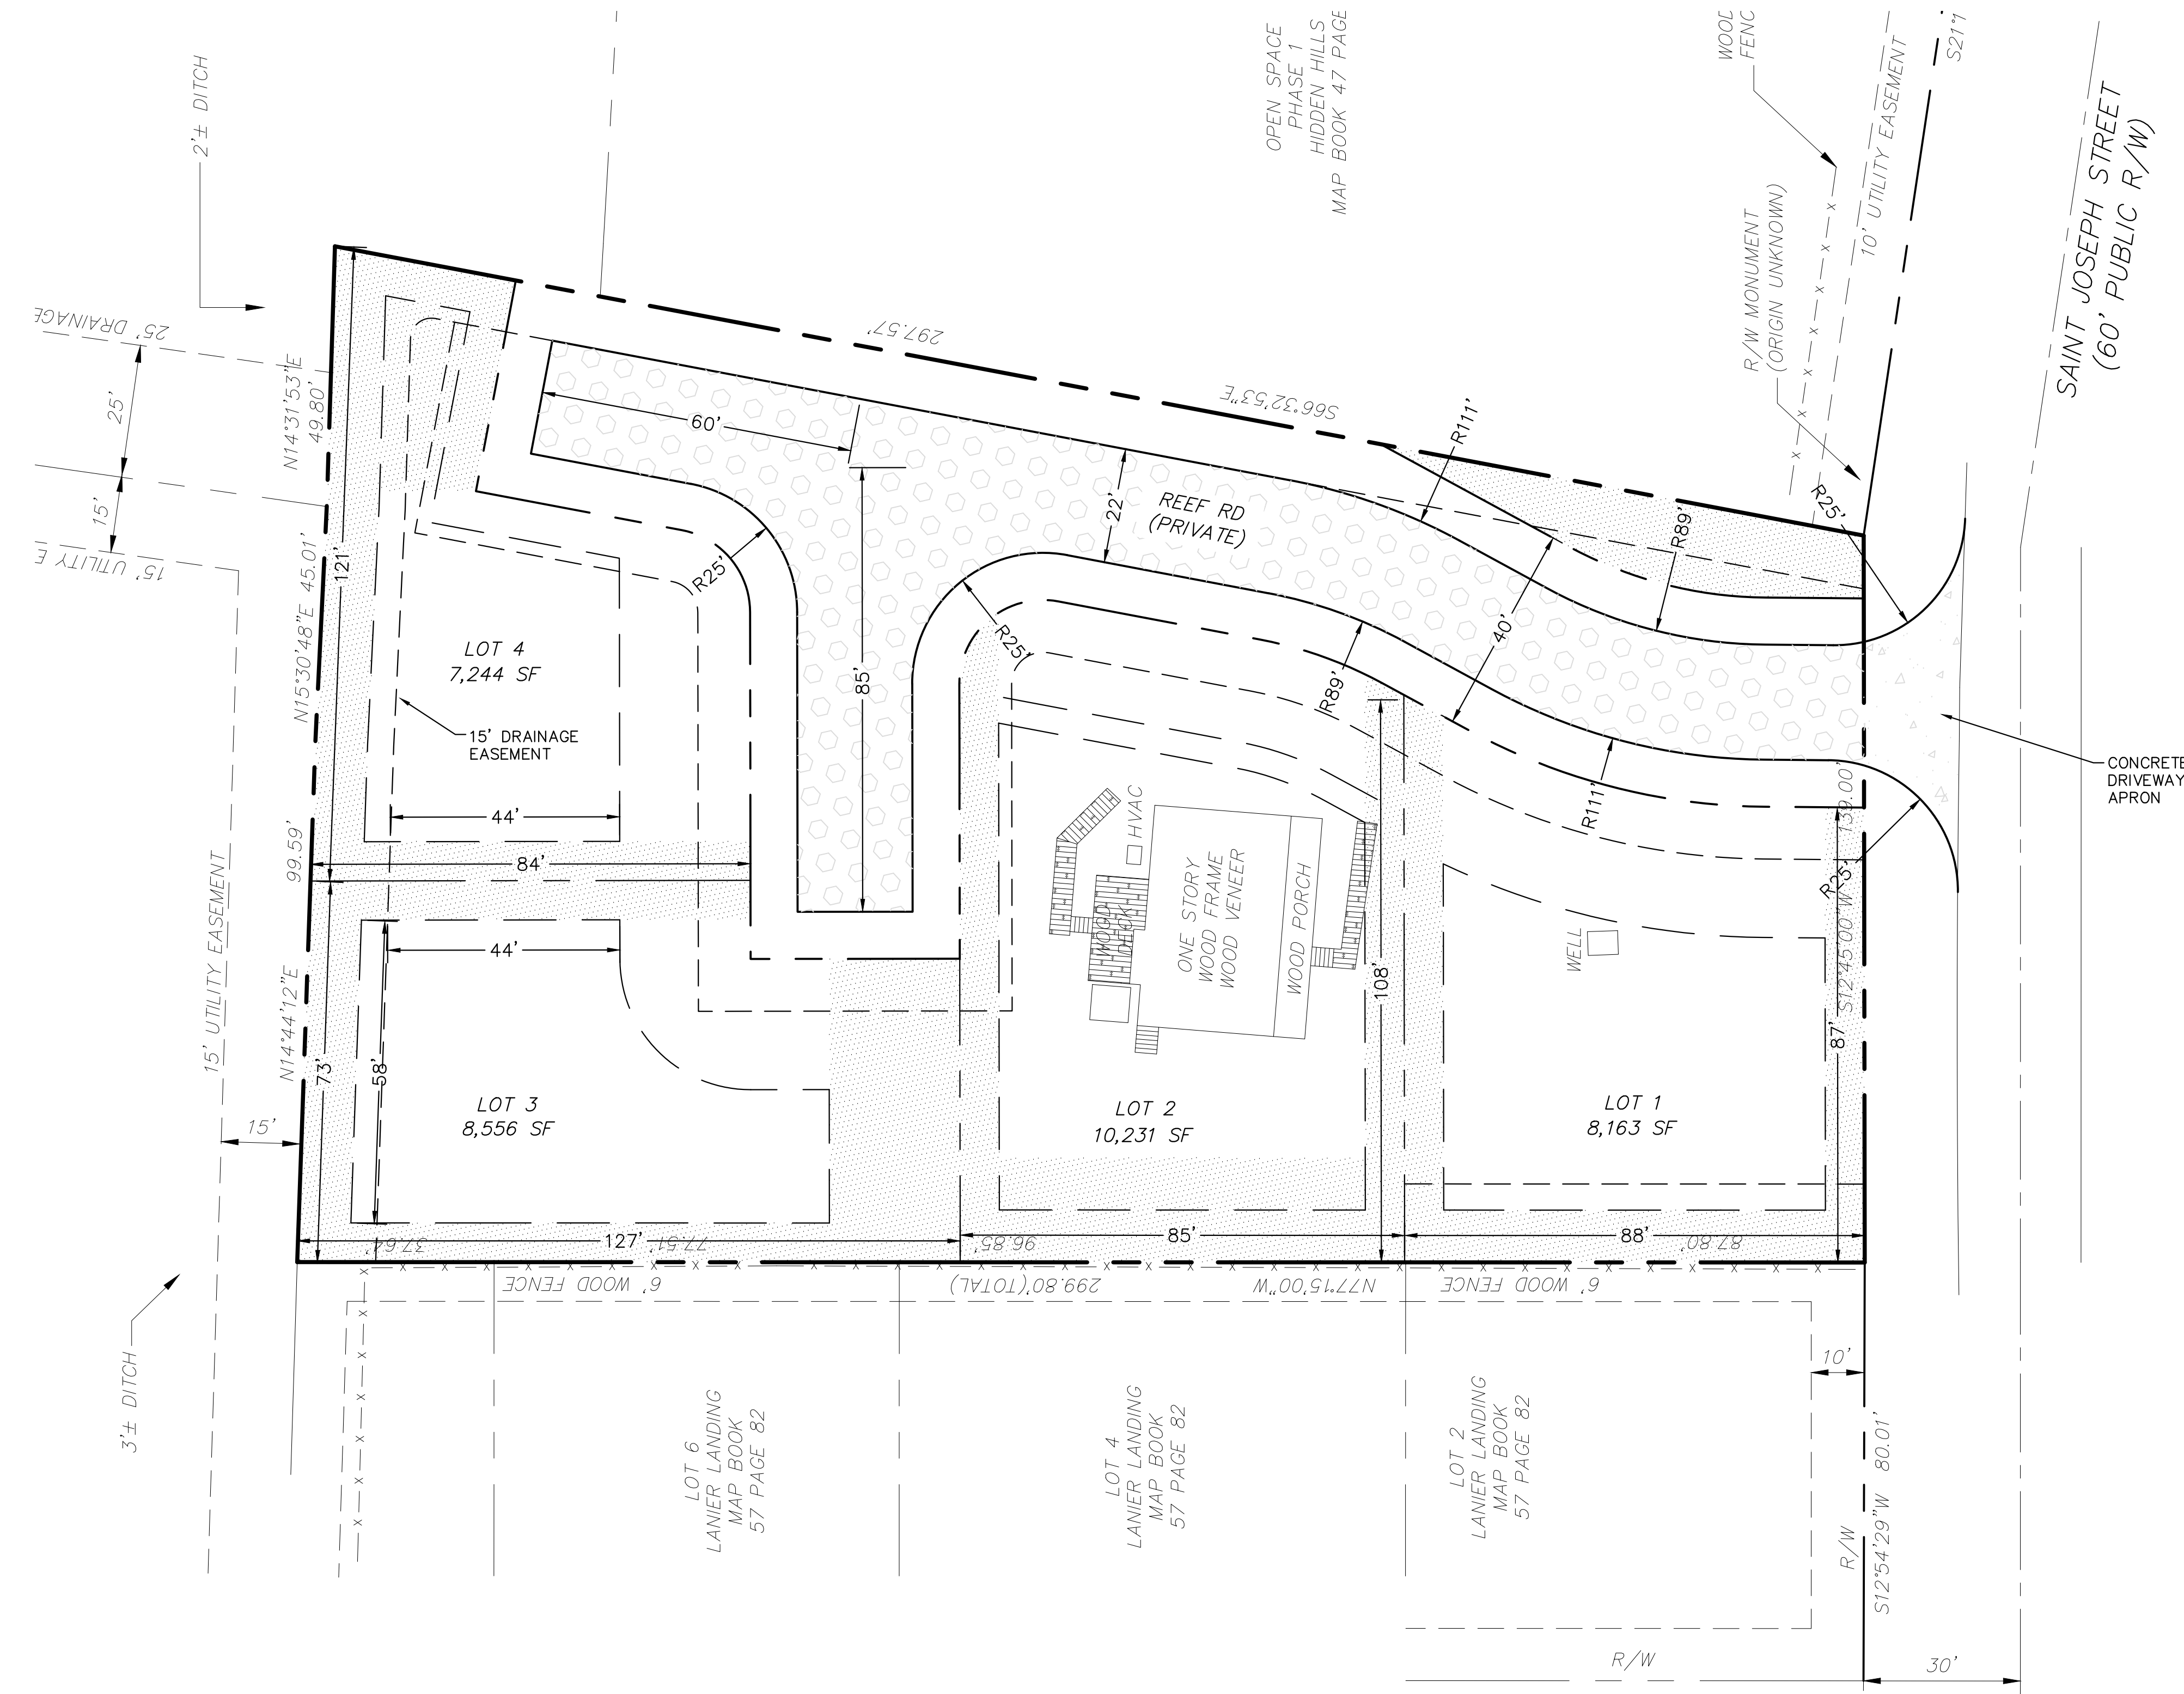 2'± DITCH
OPEN SPACE
PHASE 1
HIDDEN HILLS
MAP BOOK 47 PAGE
WOOD
FENC
10' UTILITY EASEMENT
S21°1
SAINT JOSEPH STREET
(60' PUBLIC R/W)
R/W MONUMENT
(ORIGIN UNKNOWN)
25' DRAINAGE
25'
15'
15' UTILITY E
N14°31'53"E
49.80'
121'
N15°30'48"E 45.01'
297.57'
S66°32'53"E
60'
R111'
R89'
R25'
22'
REEF RD
(PRIVATE)
R25'
85'
R25'
40'
R89'
R111'
LOT 4
7,244 SF
15' DRAINAGE
EASEMENT
44'
84'
44'
99.59'
N14°44'12"E
73'
58'
15' UTILITY EASEMENT
15'
HVAC
WOOD
DECK
ONE STORY
WOOD FRAME
WOOD VENEER
WOOD PORCH
108'
WELL
S12°45'00"W 139.00'
87'
R25'
CONCRETE
DRIVEWAY
APRON
LOT 3
8,556 SF
LOT 2
10,231 SF
LOT 1
8,163 SF
37.64'
127'
77.51'
96.85'
85'
88'
87.80'
6' WOOD FENCE
299.80'(TOTAL)
N77°15'00"W
6' WOOD FENCE
3'± DITCH
LOT 6
LANIER LANDING
MAP BOOK
57 PAGE 82
LOT 4
LANIER LANDING
MAP BOOK
57 PAGE 82
LOT 2
LANIER LANDING
MAP BOOK
57 PAGE 82
10'
R/W
S12°54'29"W 80.01'
R/W
30'